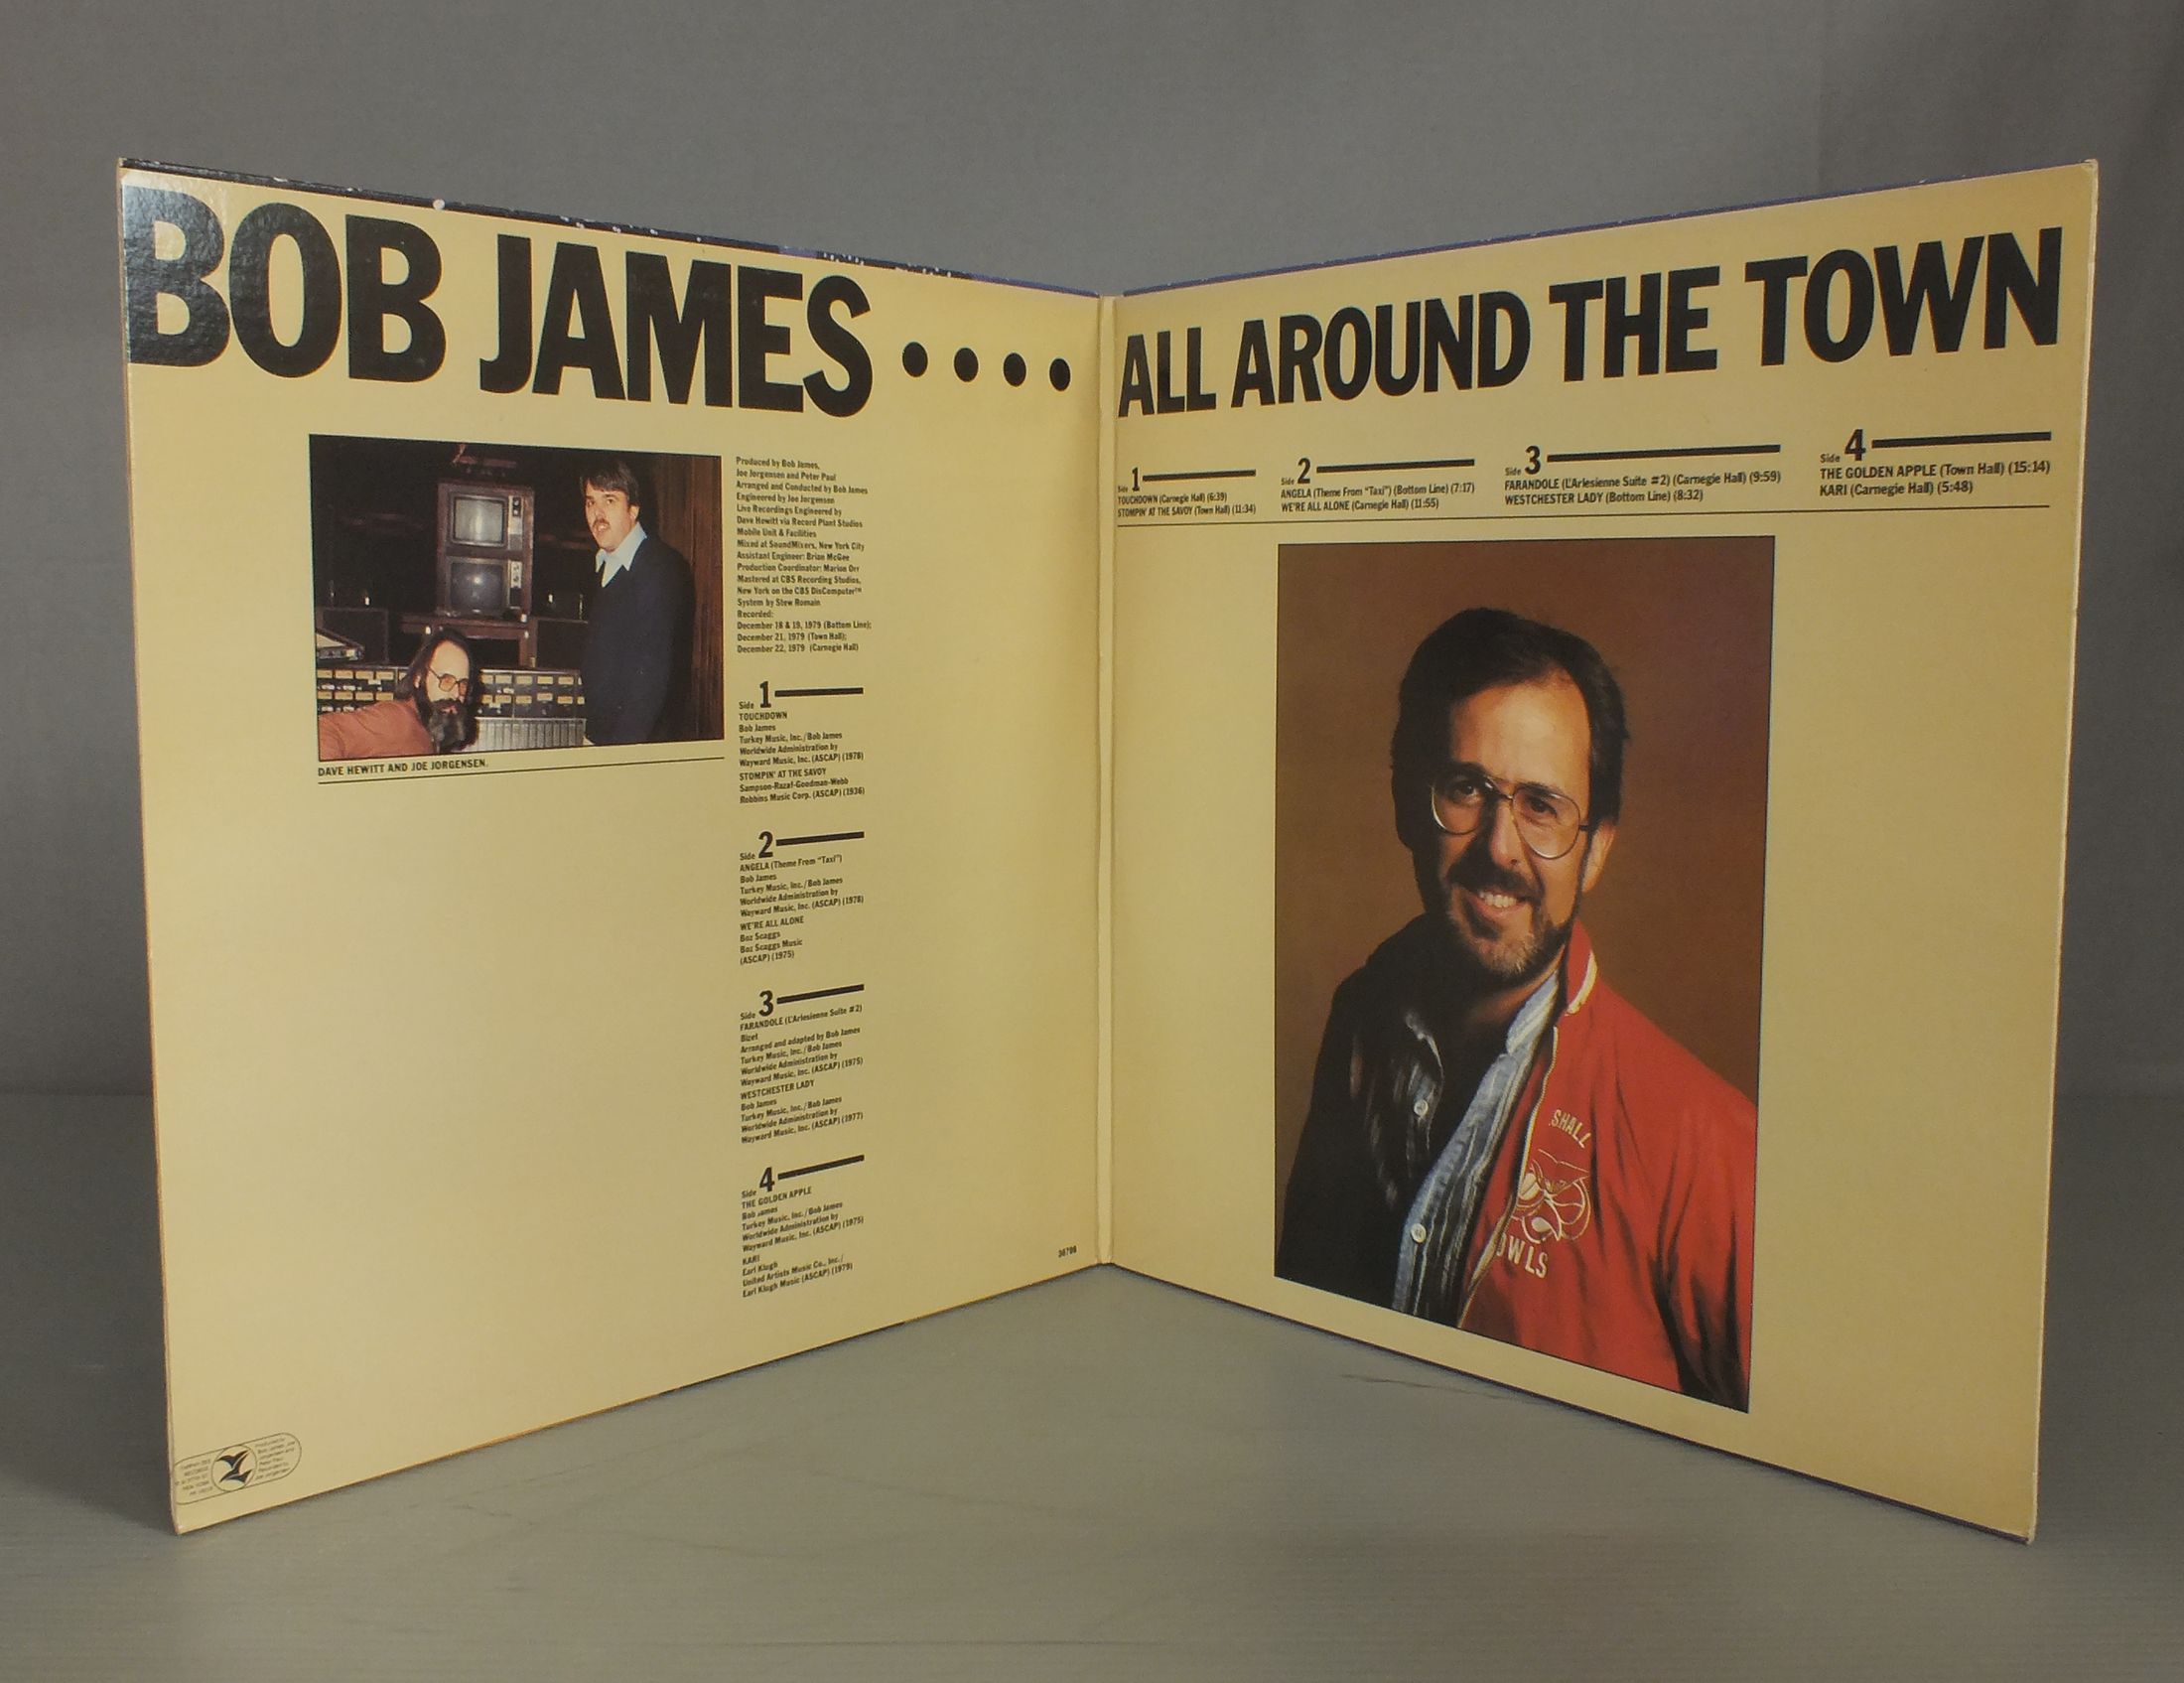 BOB JAMES ....
DAVE HEWITT AND JOE JORGENSEN.
Produced by Bob James,
Joe Jorgensen and Peter Paul
Arranged and Conducted by Bob James
Engineered by Joe Jorgensen
Live Recordings Engineered by
Dave Hewitt via Record Plant Studios
Mobile Unit & Facilities
Mixed at SoundMixers, New York City
Assistant Engineer: Brian McGee
Production Coordinator: Marion Orr
Mastered at CBS Recording Studios,
New York on the CBS DisComputer™
System by Stew Romain
Recorded:
December 18 & 19, 1979 (Bottom Line);
December 21, 1979 (Town Hall);
December 22, 1979 (Carnegie Hall)
Side 1
TOUCHDOWN
Bob James
Turkey Music, Inc./Bob James
Worldwide Administration by
Wayward Music, Inc. (ASCAP) (1978)
STOMPIN' AT THE SAVOY
Sampson-Razaf-Goodman-Webb
Robbins Music Corp. (ASCAP) (1936)
Side 2
ANGELA (Theme From "Taxi")
Bob James
Turkey Music, Inc./Bob James
Worldwide Administration by
Wayward Music, Inc. (ASCAP) (1978)
WE'RE ALL ALONE
Boz Scaggs
Boz Scaggs Music
(ASCAP) (1975)
Side 3
FARANDOLE (L'Arlesienne Suite #2)
Bizet
Arranged and adapted by Bob James
Turkey Music, Inc./Bob James
Worldwide Administration by
Wayward Music, Inc. (ASCAP) (1975)
WESTCHESTER LADY
Bob James
Turkey Music, Inc./Bob James
Worldwide Administration by
Wayward Music, Inc. (ASCAP) (1977)
Side 4
THE GOLDEN APPLE
Bob James
Turkey Music, Inc./Bob James
Worldwide Administration by
Wayward Music, Inc. (ASCAP) (1975)
KARI
Earl Klugh
United Artists Music Co., Inc./
Earl Klugh Music (ASCAP) (1979)
36786
Produced by
Bob James, Joe
Jorgensen and
Peter Paul
Recorded by
Joe Jorgensen
ALL AROUND THE TOWN
Side 1
TOUCHDOWN (Carnegie Hall) (6:39)
STOMPIN' AT THE SAVOY (Town Hall) (11:34)
Side 2
ANGELA (Theme From "Taxi") (Bottom Line) (7:17)
WE'RE ALL ALONE (Carnegie Hall) (11:55)
Side 3
FARANDOLE (L'Arlesienne Suite #2) (Carnegie Hall) (9:59)
WESTCHESTER LADY (Bottom Line) (8:32)
Side 4
THE GOLDEN APPLE (Town Hall) (15:14)
KARI (Carnegie Hall) (5:48)
SHALL
OWLS